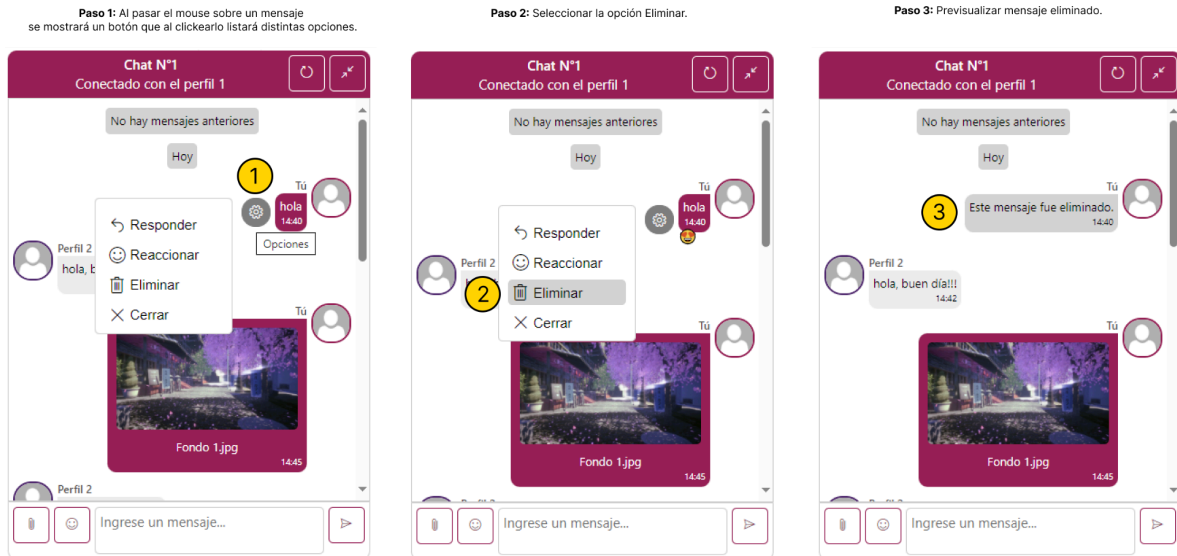 Paso 1: Al pasar el mouse sobre un mensaje
se mostrará un botón que al clickearlo listará distintas opciones.
Chat N°1
Conectado con el perfil 1
No hay mensajes anteriores
Hoy
1
Tú
hola
14:40
Opciones
Responder
Reaccionar
Eliminar
Cerrar
Perfil 2
hola, b
Tú
Fondo 1.jpg
14:45
Perfil 2
Ingrese un mensaje...
Paso 2: Seleccionar la opción Eliminar.
Chat N°1
Conectado con el perfil 1
No hay mensajes anteriores
Hoy
Tú
hola
14:40
Responder
Reaccionar
2
Eliminar
Cerrar
Perfil 2
Tú
Fondo 1.jpg
14:45
Ingrese un mensaje...
Paso 3: Previsualizar mensaje eliminado.
Chat N°1
Conectado con el perfil 1
No hay mensajes anteriores
Hoy
Tú
3
Este mensaje fue eliminado.
14:40
Perfil 2
hola, buen día!!!
14:42
Tú
Fondo 1.jpg
14:45
Ingrese un mensaje...